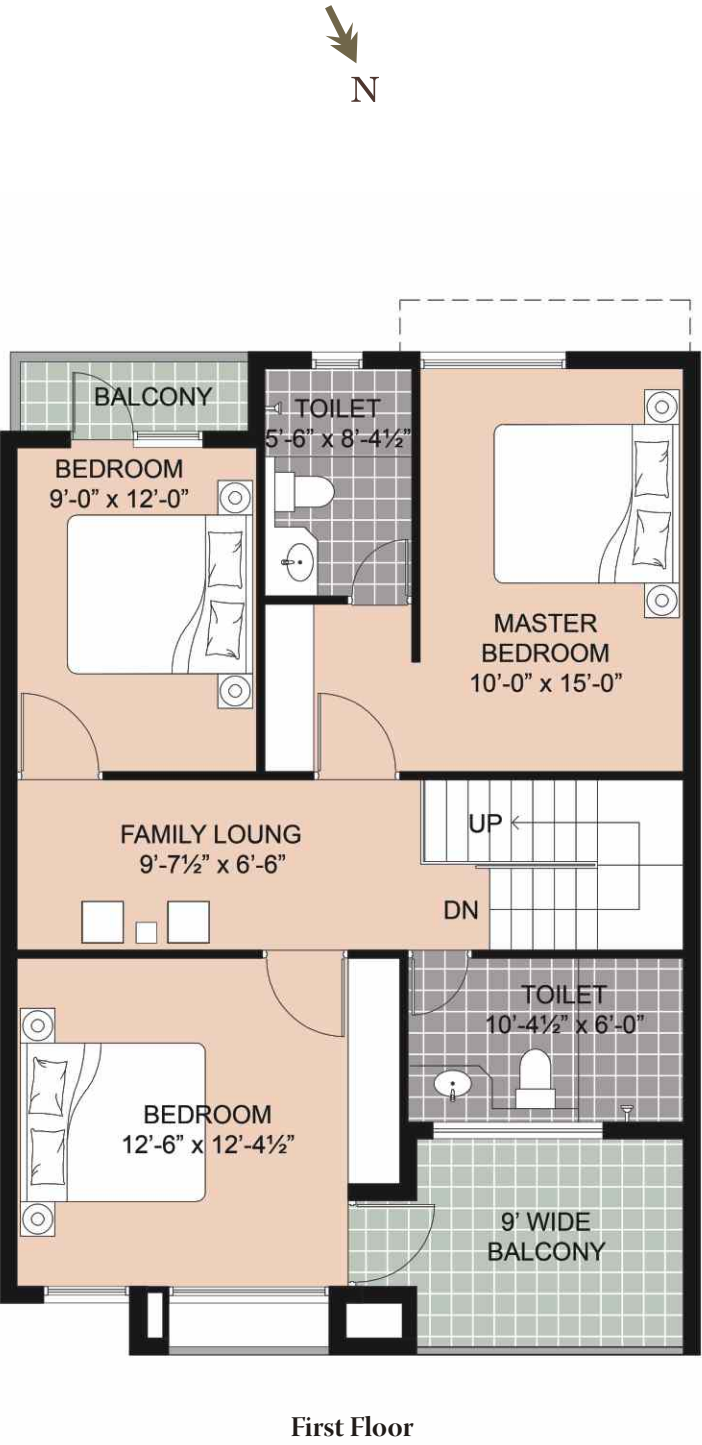 N
BALCONY
TOILET
5'-6" x 8'-4½"
BEDROOM
9'-0" x 12'-0"
MASTER
BEDROOM
10'-0" x 15'-0"
UP
FAMILY LOUNG
9'-7½" x 6'-6"
DN
TOILET
10'-4½" x 6'-0"
BEDROOM
12'-6" x 12'-4½"
9' WIDE
BALCONY
First Floor